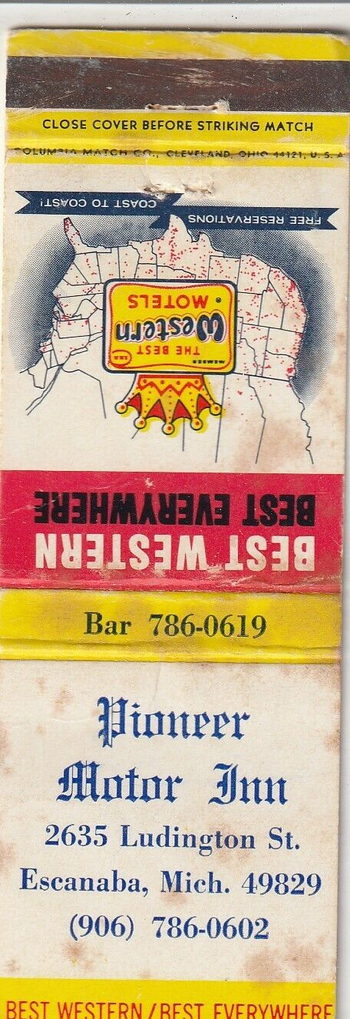 CLOSE COVER BEFORE STRIKING MATCH
COLUMBIA MATCH CO., CLEVELAND, OHIO 44121, U. S. A.
FREE RESERVATIONS COAST TO COAST!
MEMBER AAA
THE BEST
Western
MOTELS
BEST WESTERN
BEST EVERYWHERE
Bar 786-0619
Pioneer
Motor Inn
2635 Ludington St.
Escanaba, Mich. 49829
(906) 786-0602
BEST WESTERN / BEST EVERYWHERE